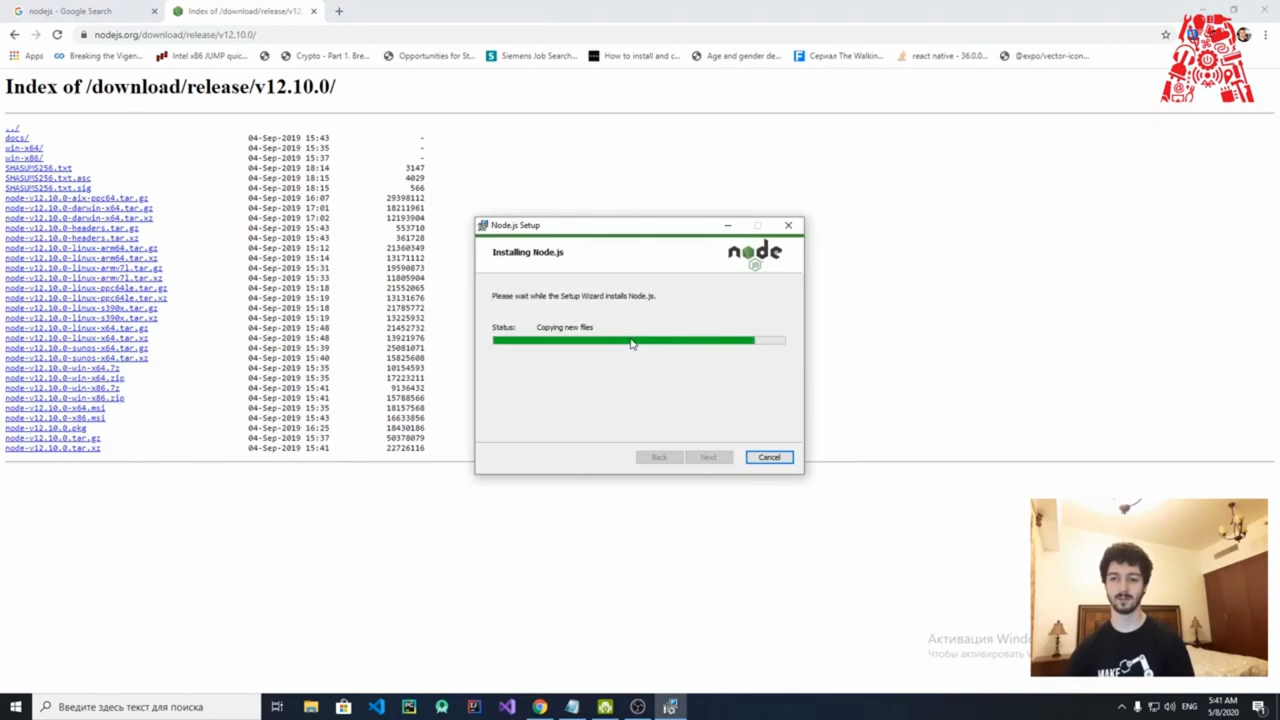 nodejs - Google Search
Index of /download/release/v12.
nodejs.org/download/release/v12.10.0/
Apps
Breaking the Vigen...
Intel x86 JUMP quic...
Crypto - Part 1. Brea...
Opportunities for St...
Siemens Job Search...
How to install and c...
Age and gender de...
Сериал The Walkin...
react native - 36.0.0...
@expo/vector-icon...
Index of /download/release/v12.10.0/
../
docs/ 04-Sep-2019 15:43 -
win-x64/ 04-Sep-2019 15:35 -
win-x86/ 04-Sep-2019 15:37 -
SHASUMS256.txt 04-Sep-2019 18:14 3147
SHASUMS256.txt.asc 04-Sep-2019 18:15 4029
SHASUMS256.txt.sig 04-Sep-2019 18:15 566
node-v12.10.0-aix-ppc64.tar.gz 04-Sep-2019 16:07 29398112
node-v12.10.0-darwin-x64.tar.gz 04-Sep-2019 17:01 18211961
node-v12.10.0-darwin-x64.tar.xz 04-Sep-2019 17:02 12193904
node-v12.10.0-headers.tar.gz 04-Sep-2019 15:43 553710
node-v12.10.0-headers.tar.xz 04-Sep-2019 15:43 361728
node-v12.10.0-linux-arm64.tar.gz 04-Sep-2019 15:12 21360349
node-v12.10.0-linux-arm64.tar.xz 04-Sep-2019 15:14 13171112
node-v12.10.0-linux-armv7l.tar.gz 04-Sep-2019 15:31 19590873
node-v12.10.0-linux-armv7l.tar.xz 04-Sep-2019 15:33 11805904
node-v12.10.0-linux-ppc64le.tar.gz 04-Sep-2019 15:18 21552065
node-v12.10.0-linux-ppc64le.tar.xz 04-Sep-2019 15:19 13131676
node-v12.10.0-linux-s390x.tar.gz 04-Sep-2019 15:18 21785772
node-v12.10.0-linux-s390x.tar.xz 04-Sep-2019 15:19 13225932
node-v12.10.0-linux-x64.tar.gz 04-Sep-2019 15:48 21452732
node-v12.10.0-linux-x64.tar.xz 04-Sep-2019 15:48 13921976
node-v12.10.0-sunos-x64.tar.gz 04-Sep-2019 15:39 25081071
node-v12.10.0-sunos-x64.tar.xz 04-Sep-2019 15:40 15825608
node-v12.10.0-win-x64.7z 04-Sep-2019 15:35 10154593
node-v12.10.0-win-x64.zip 04-Sep-2019 15:35 17223211
node-v12.10.0-win-x86.7z 04-Sep-2019 15:41 9136432
node-v12.10.0-win-x86.zip 04-Sep-2019 15:41 15788566
node-v12.10.0-x64.msi 04-Sep-2019 15:35 18157568
node-v12.10.0-x86.msi 04-Sep-2019 15:43 16633856
node-v12.10.0.pkg 04-Sep-2019 16:25 18430186
node-v12.10.0.tar.gz 04-Sep-2019 15:37 50378079
node-v12.10.0.tar.xz 04-Sep-2019 15:41 22726116
Node.js Setup
Installing Node.js
node
JS
Please wait while the Setup Wizard installs Node.js.
Status: Copying new files
Back
Next
Cancel
Активация Windo
Чтобы активировать
MAKE
Введите здесь текст для поиска
5:41 AM
5/8/2020